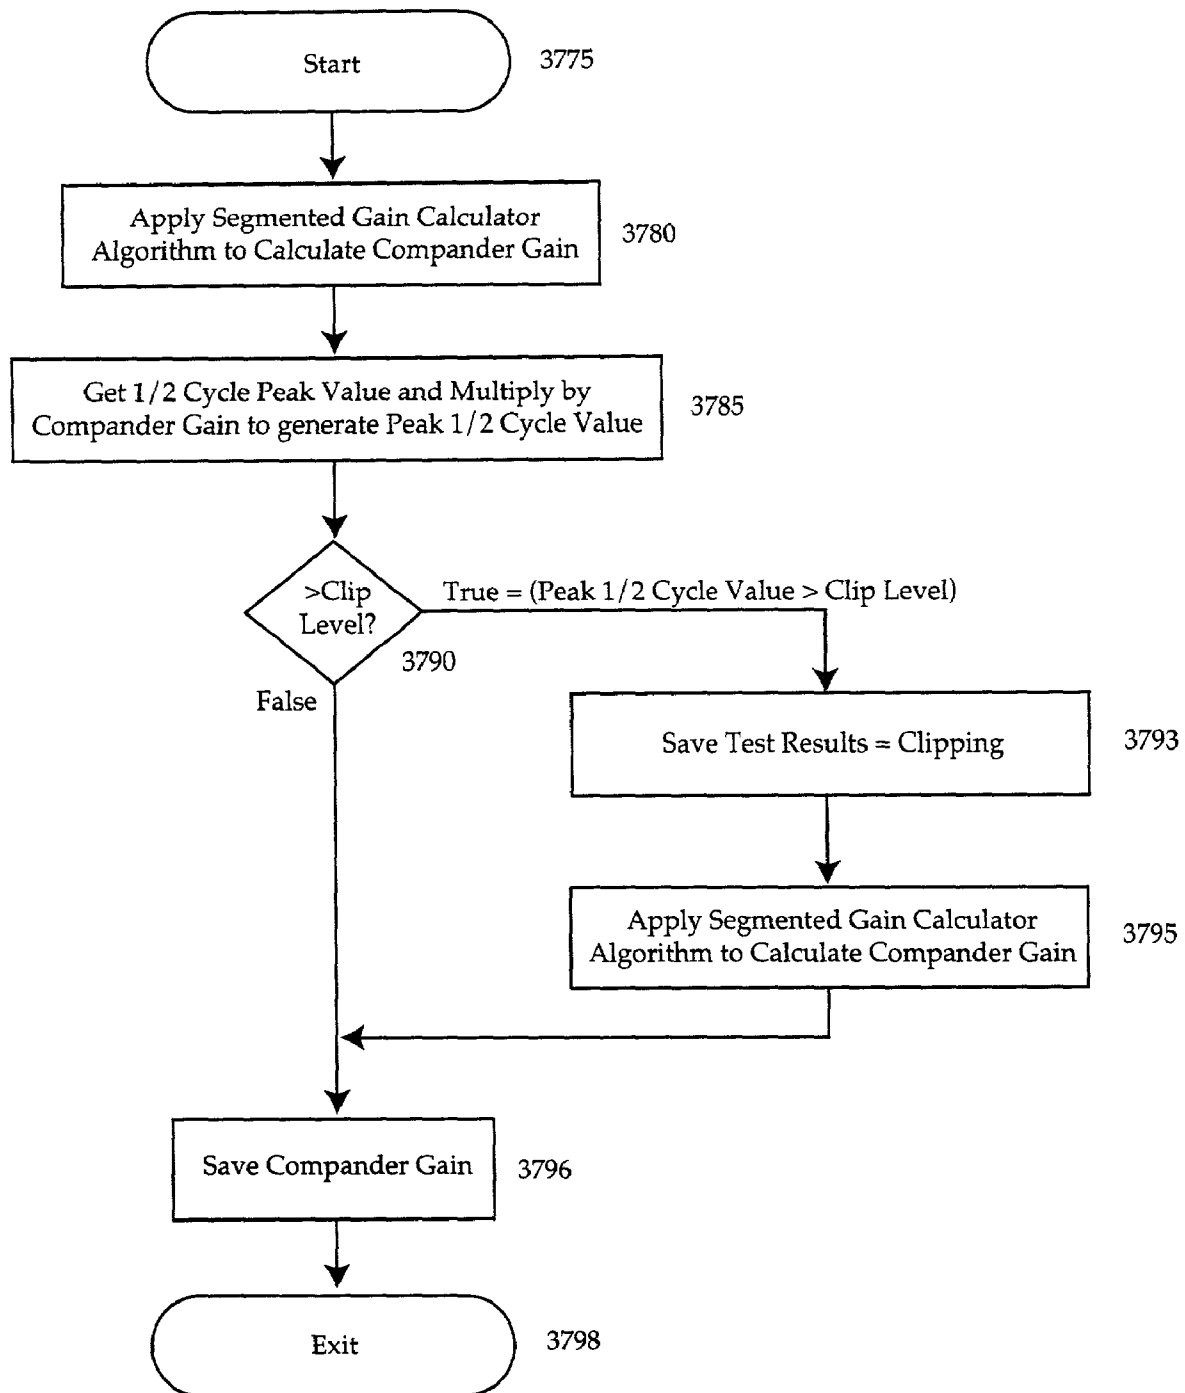 Start
3775
Apply Segmented Gain Calculator
Algorithm to Calculate Compander Gain
3780
Get 1/2 Cycle Peak Value and Multiply by
Compander Gain to generate Peak 1/2 Cycle Value
3785
>Clip
Level?
True = (Peak 1/2 Cycle Value > Clip Level)
3790
False
Save Test Results = Clipping
3793
Apply Segmented Gain Calculator
Algorithm to Calculate Compander Gain
3795
Save Compander Gain
3796
Exit
3798